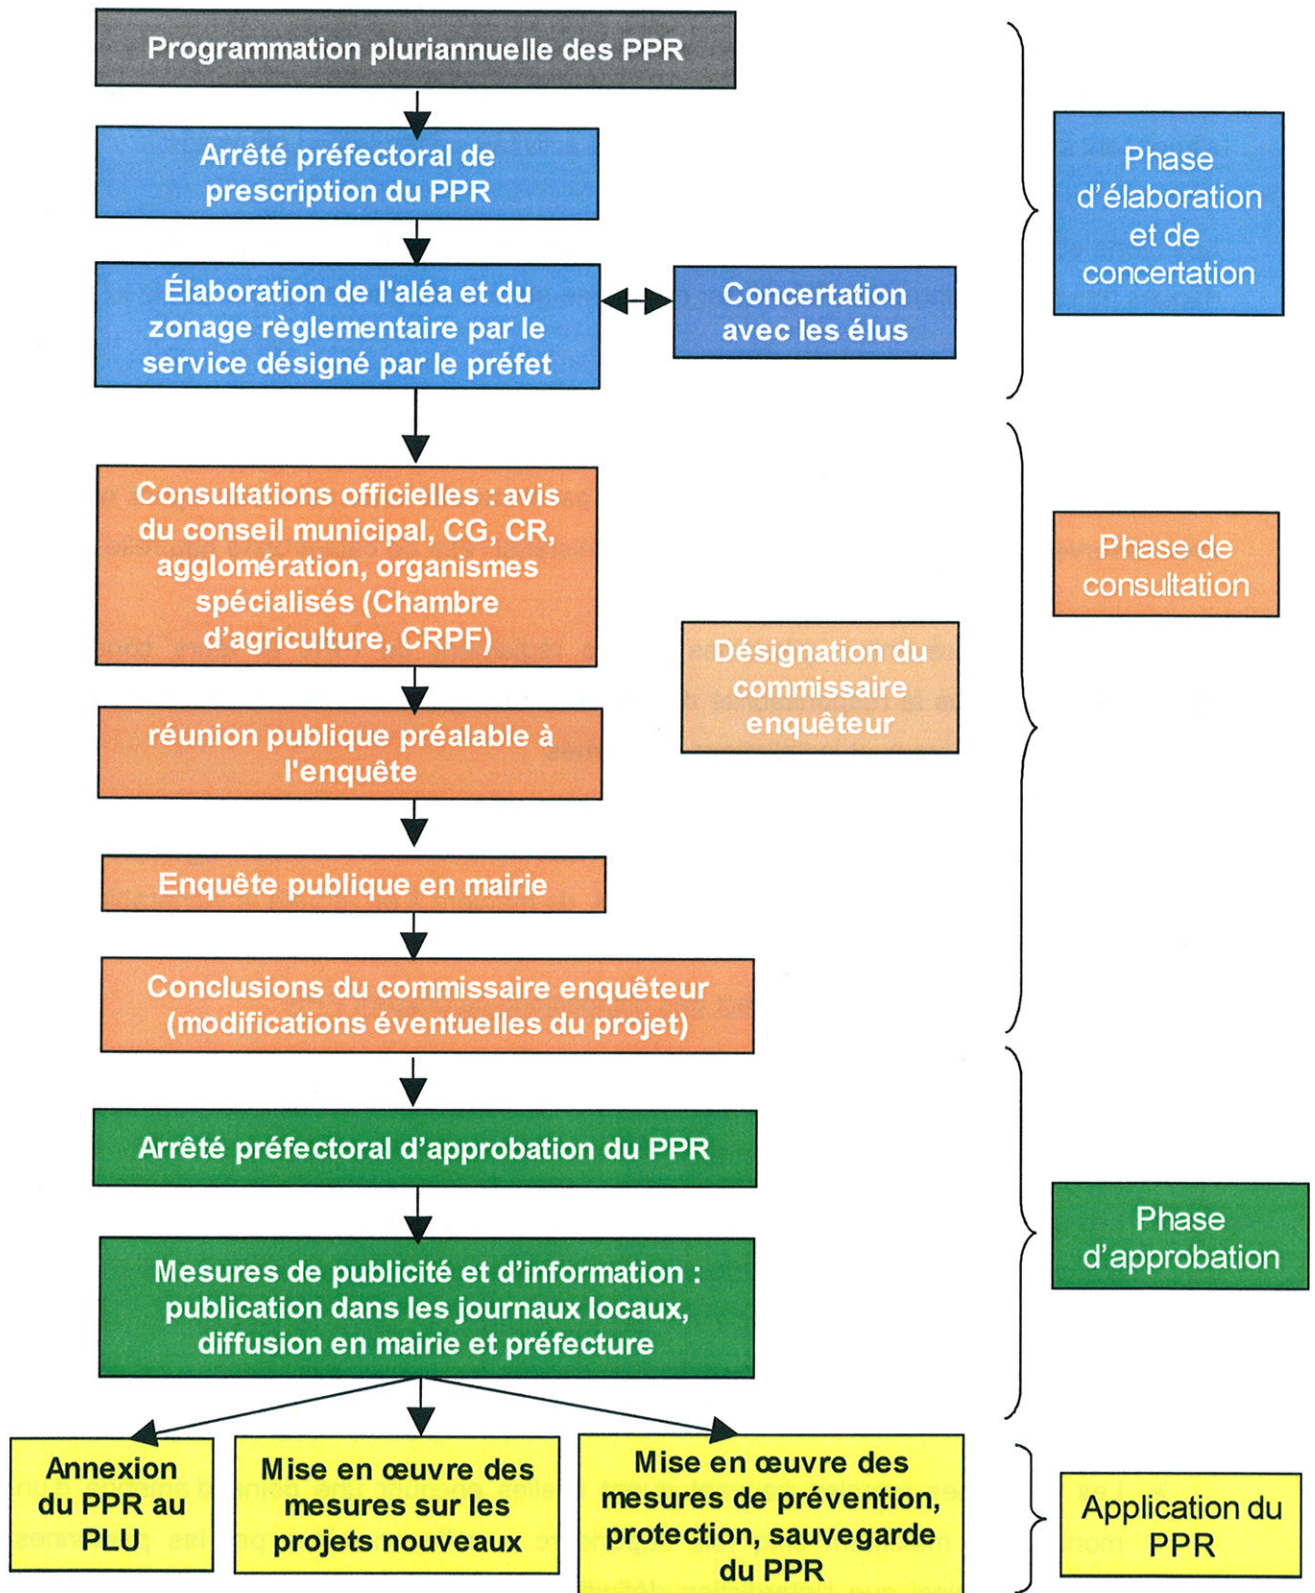 Programmation pluriannuelle des PPR
Arrêté préfectoral de
prescription du PPR
Élaboration de l'aléa et du
zonage règlementaire par le
service désigné par le préfet
Concertation
avec les élus
Phase
d'élaboration
et de
concertation
Consultations officielles : avis
du conseil municipal, CG, CR,
agglomération, organismes
spécialisés (Chambre
d'agriculture, CRPF)
Désignation du
commissaire
enquêteur
réunion publique préalable à
l'enquête
Enquête publique en mairie
Conclusions du commissaire enquêteur
(modifications éventuelles du projet)
Phase de
consultation
Arrêté préfectoral d'approbation du PPR
Mesures de publicité et d'information :
publication dans les journaux locaux,
diffusion en mairie et préfecture
Phase
d'approbation
Annexion
du PPR au
PLU
Mise en œuvre des
mesures sur les
projets nouveaux
Mise en œuvre des
mesures de prévention,
protection, sauvegarde
du PPR
Application du
PPR